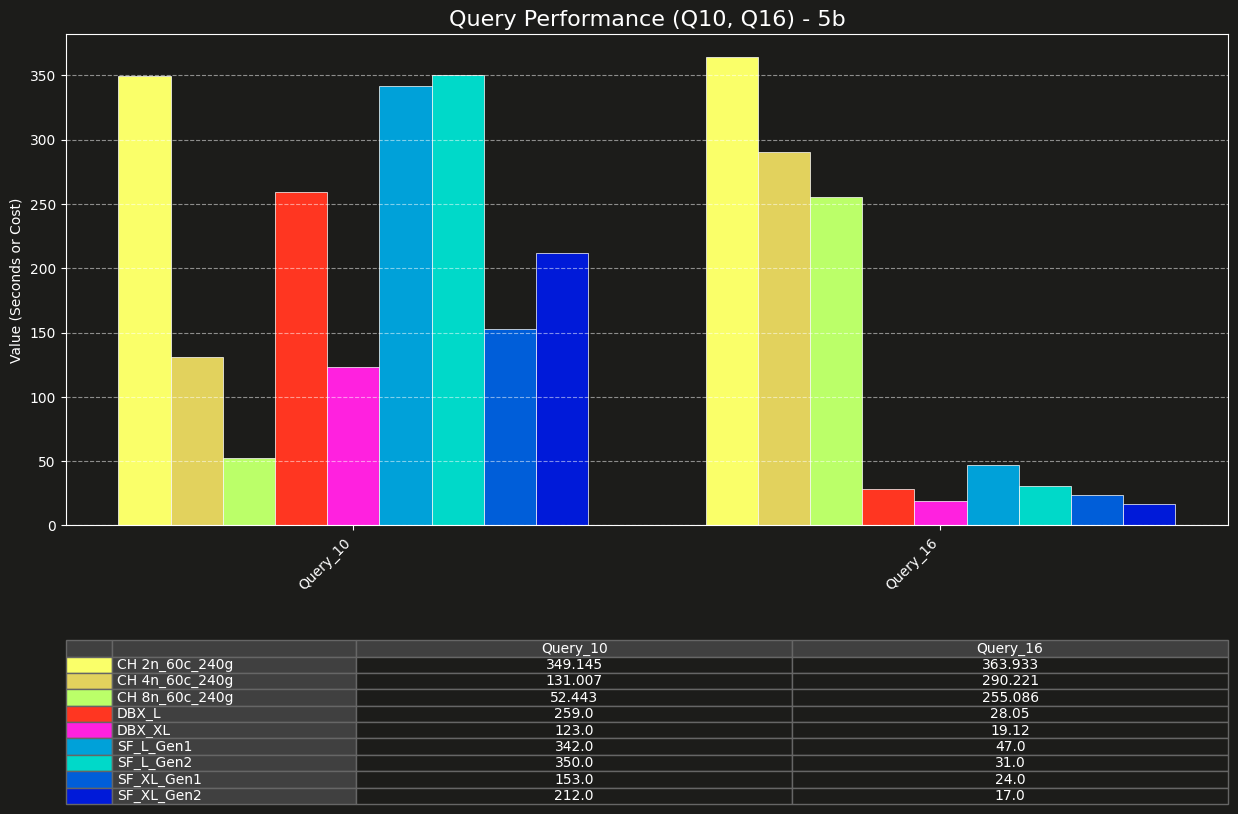 Query Performance (Q10, Q16) - 5b
Value (Seconds or Cost)
350
300
250
200
150
100
50
0
Query_10
Query_16
Query_10 Query_16
CH 2n_60c_240g 349.145 363.933
CH 4n_60c_240g 131.007 290.221
CH 8n_60c_240g 52.443 255.086
DBX_L 259.0 28.05
DBX_XL 123.0 19.12
SF_L_Gen1 342.0 47.0
SF_L_Gen2 350.0 31.0
SF_XL_Gen1 153.0 24.0
SF_XL_Gen2 212.0 17.0